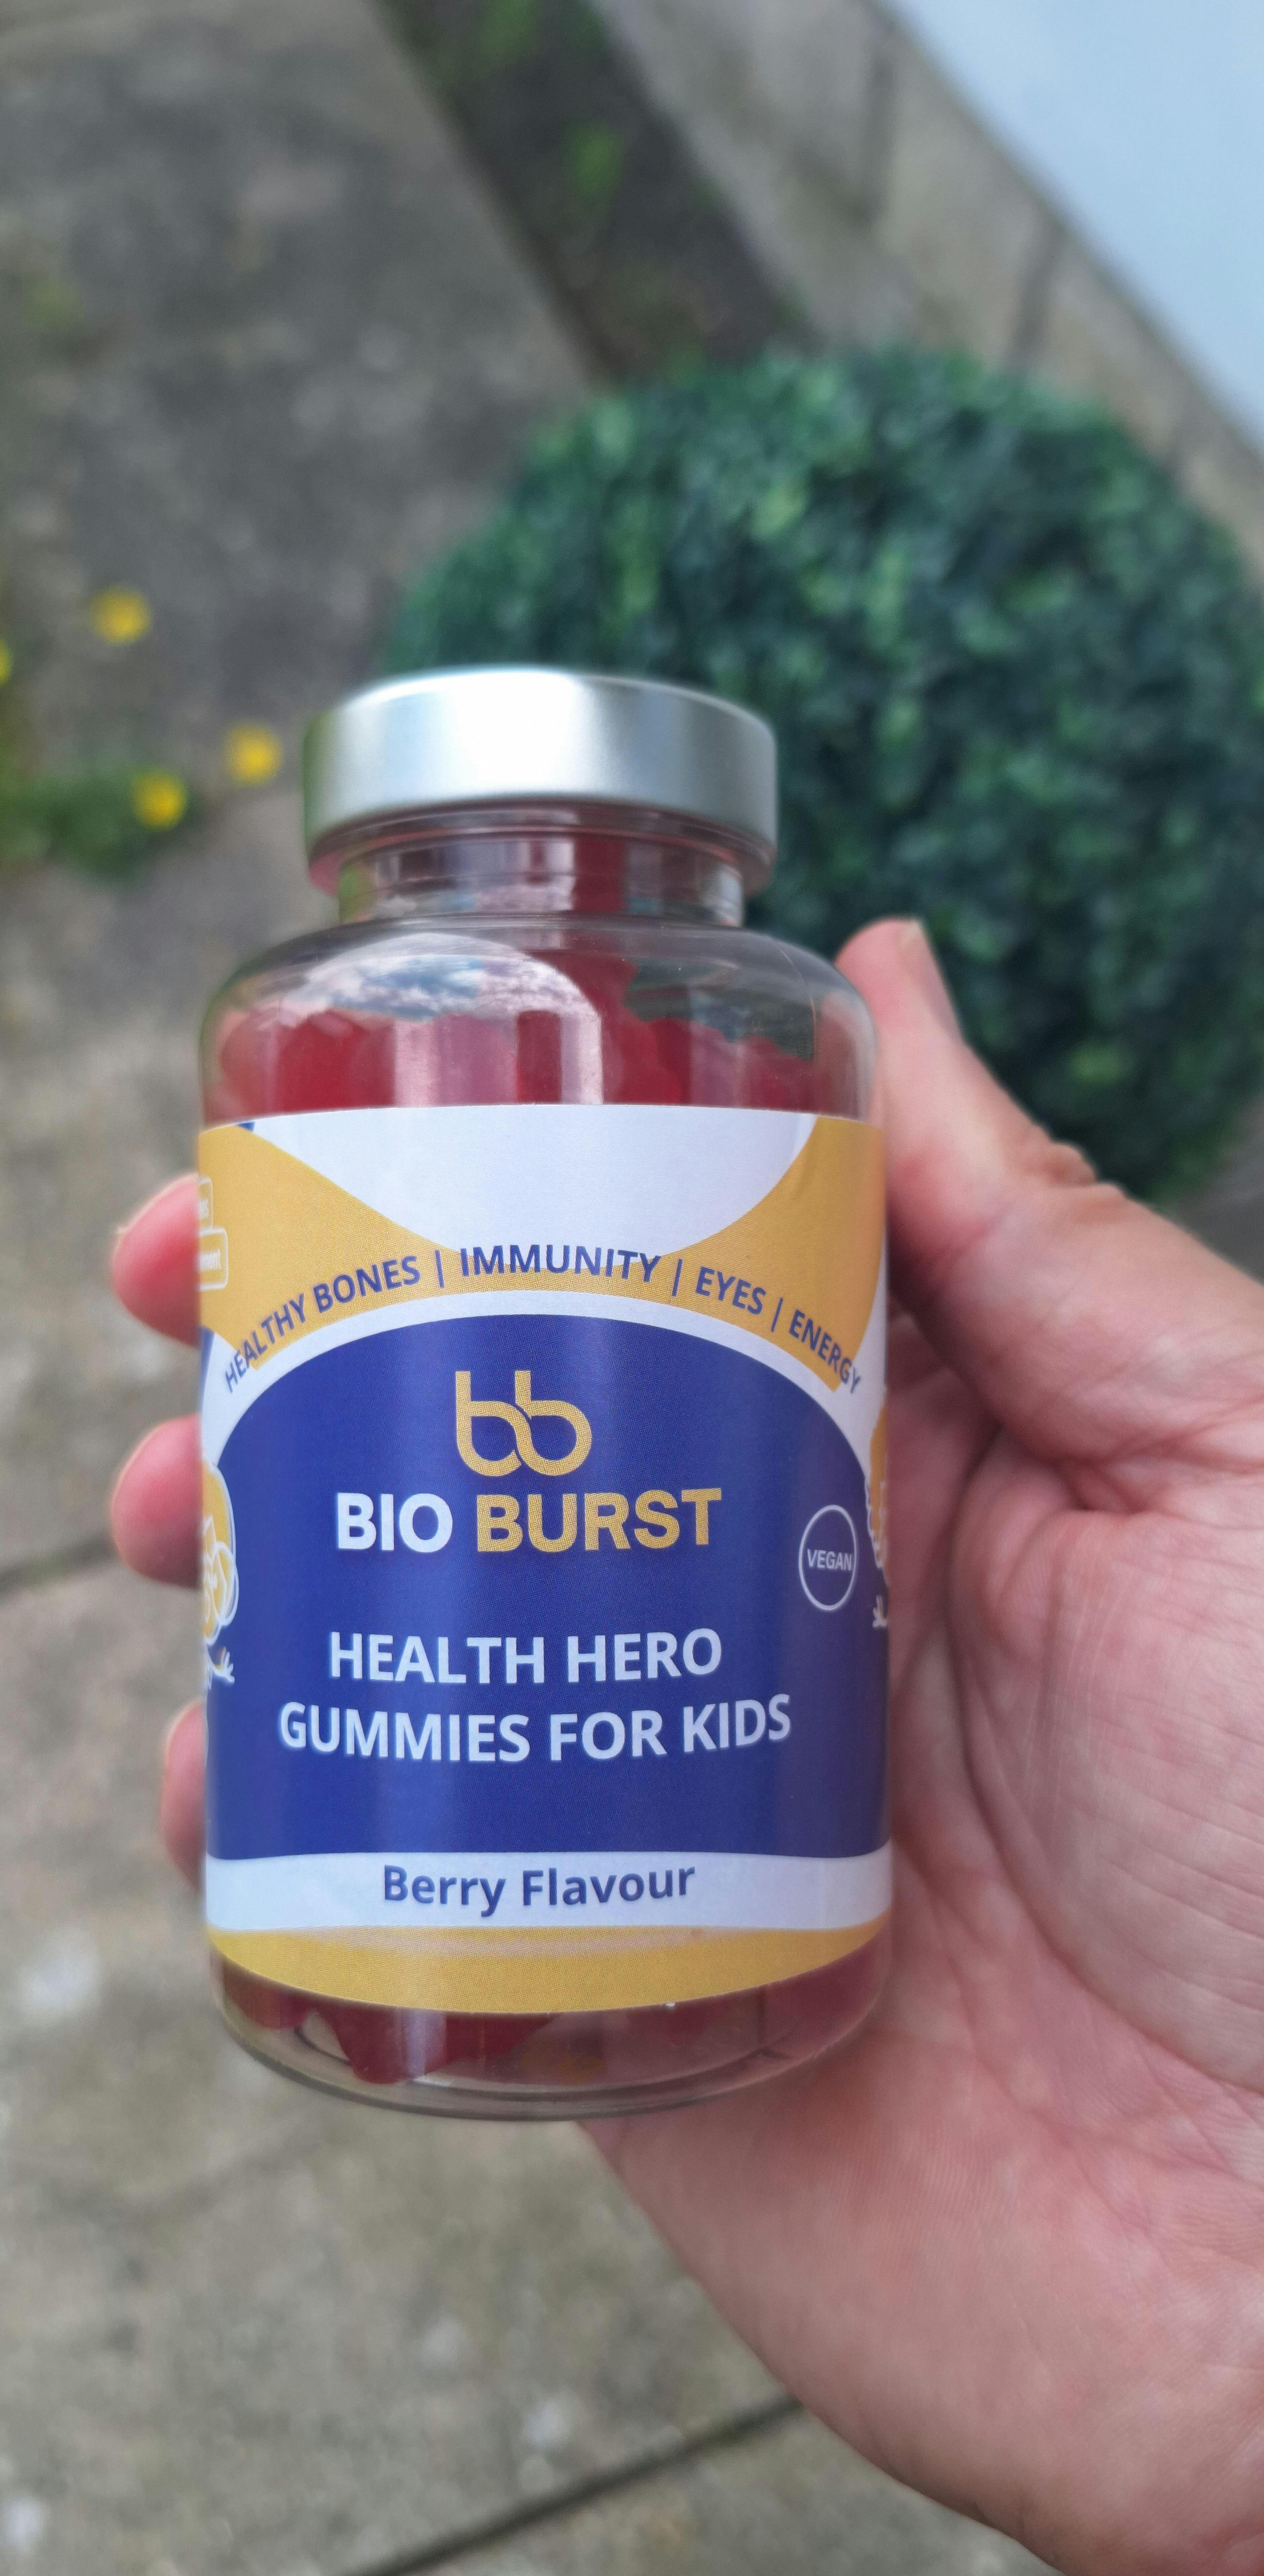 HEALTHY BONES | IMMUNITY | EYES | ENERGY
bb
BIO BURST
VEGAN
HEALTH HERO
GUMMIES FOR KIDS
Berry Flavour